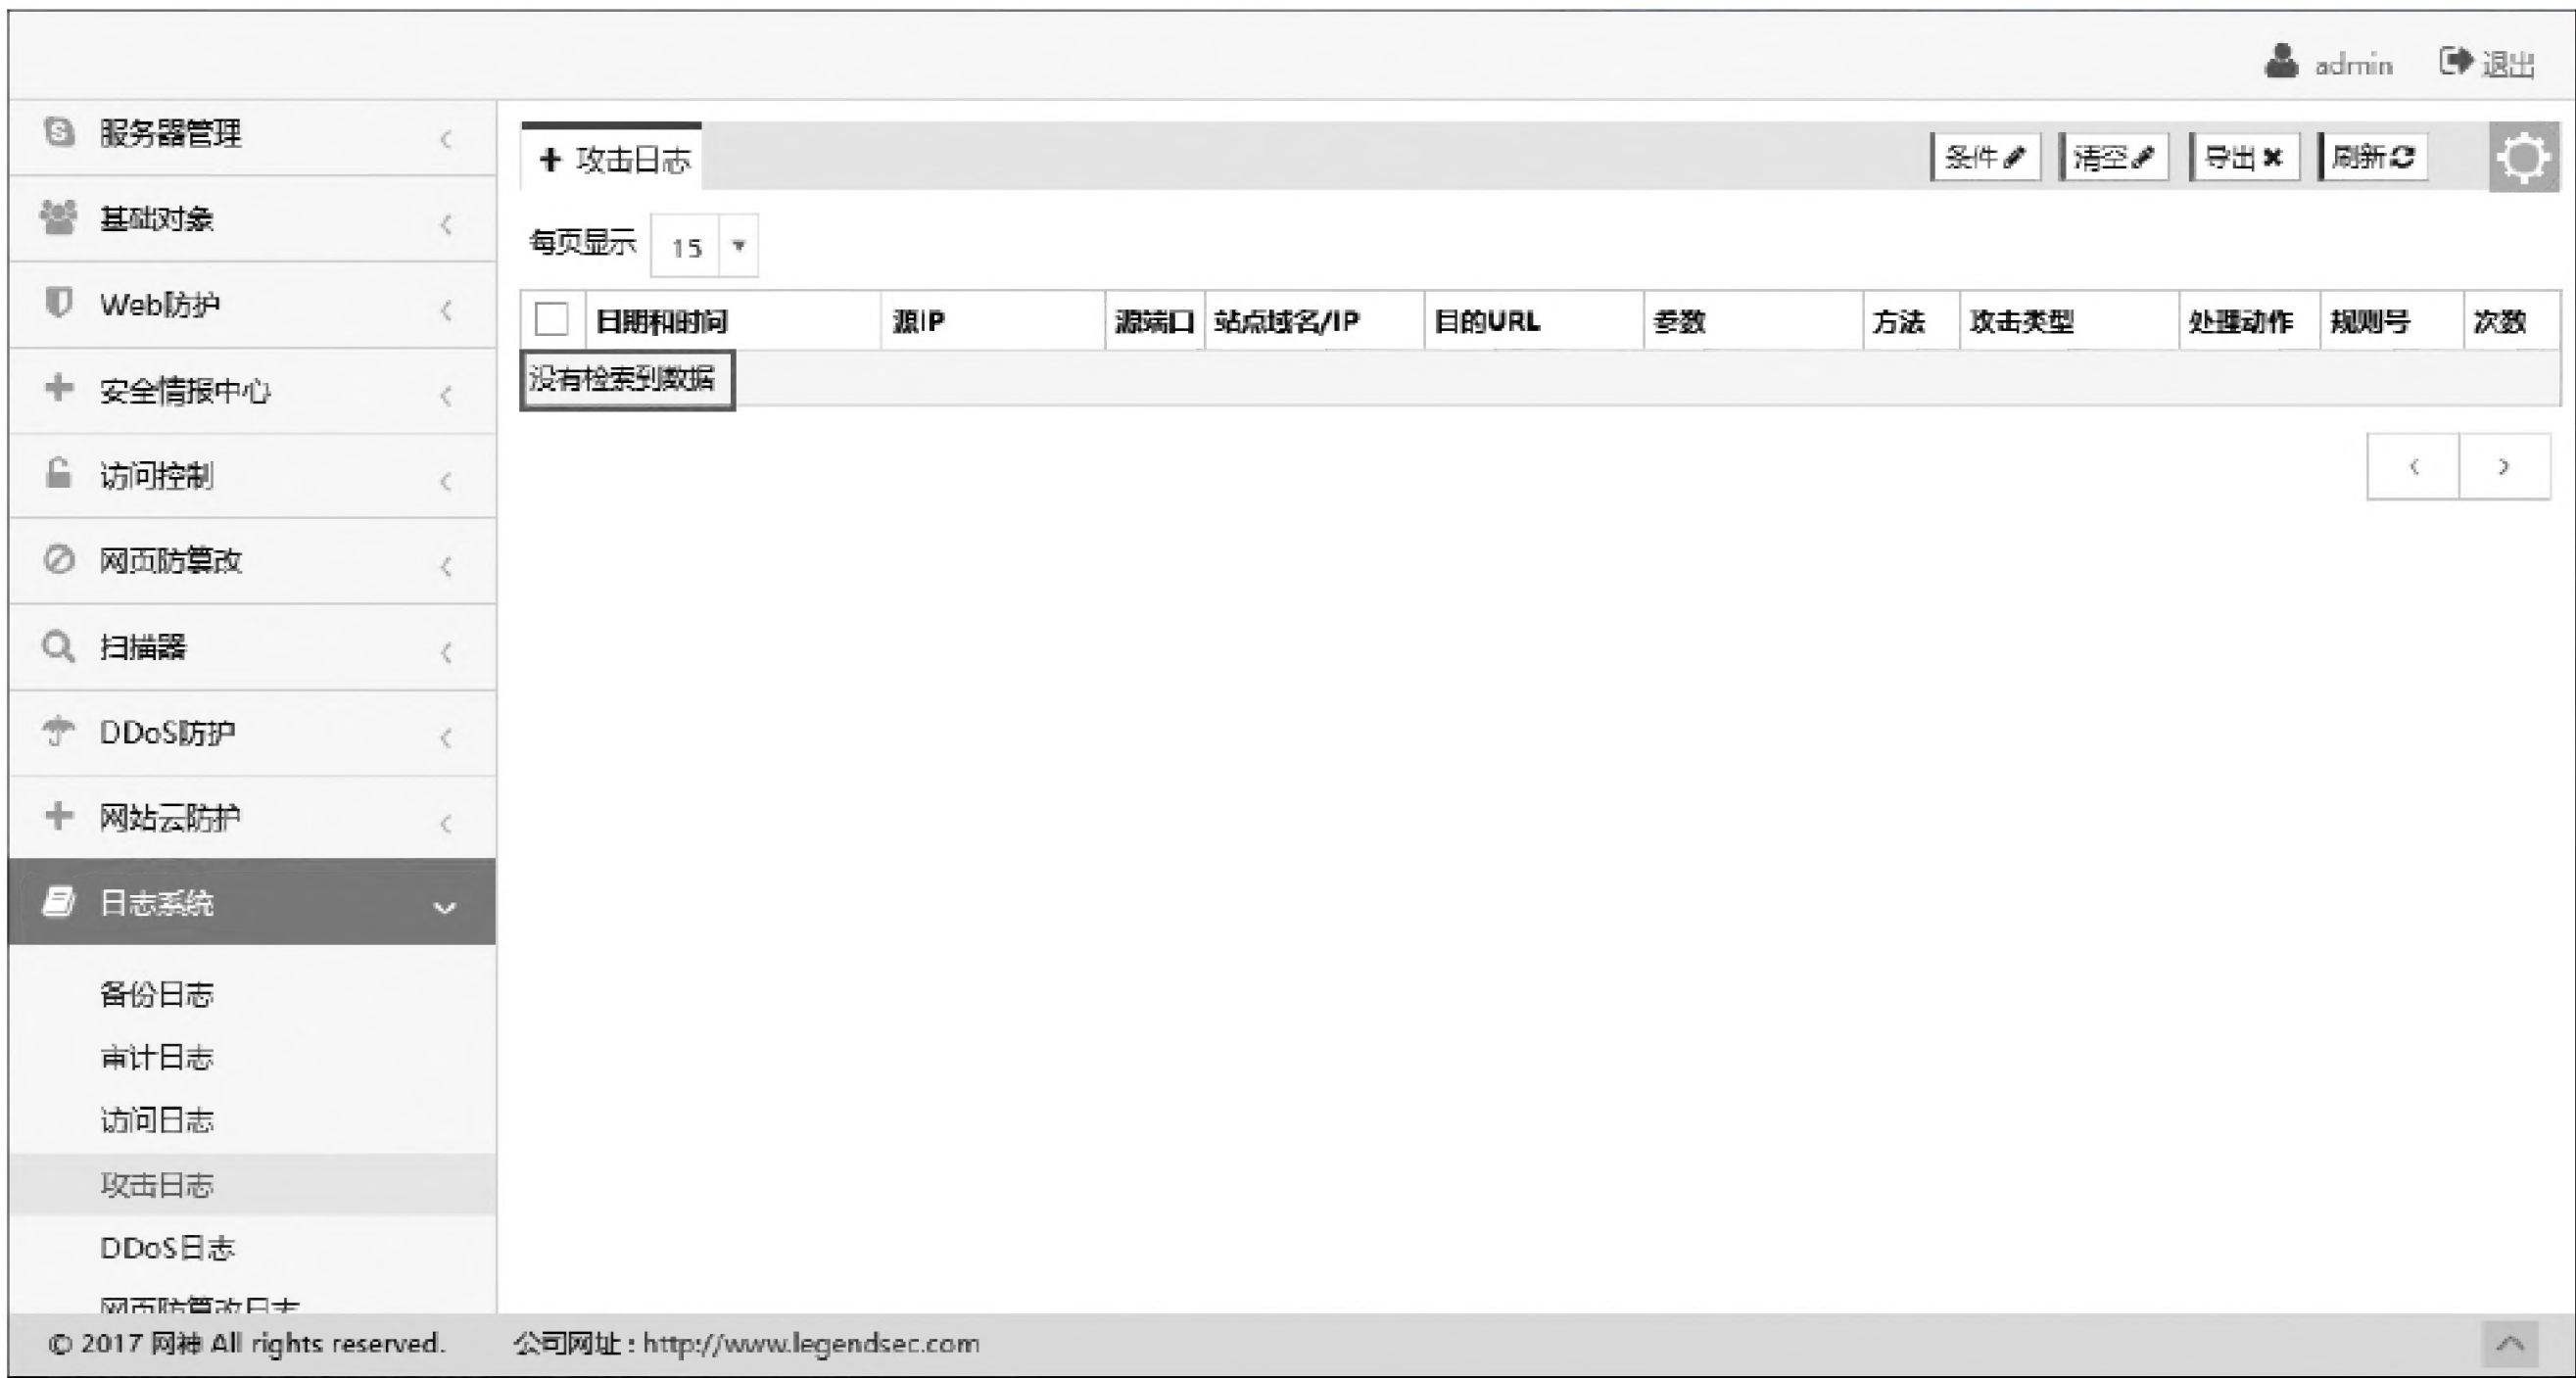 admin 退出
服务器管理
基础对象
Web防护
安全情报中心
访问控制
网页防篡改
扫描器
DDoS防护
网站云防护
日志系统
备份日志
审计日志
访问日志
攻击日志
DDoS日志
网页防篡改日志
攻击日志
条件 清空 导出 刷新
每页显示 15
日期和时间 源IP 源端口 站点域名/IP 目的URL 参数 方法 攻击类型 处理动作 规则号 次数
没有检索到数据
© 2017 网神 All rights reserved. 公司网址：http://www.legendsec.com